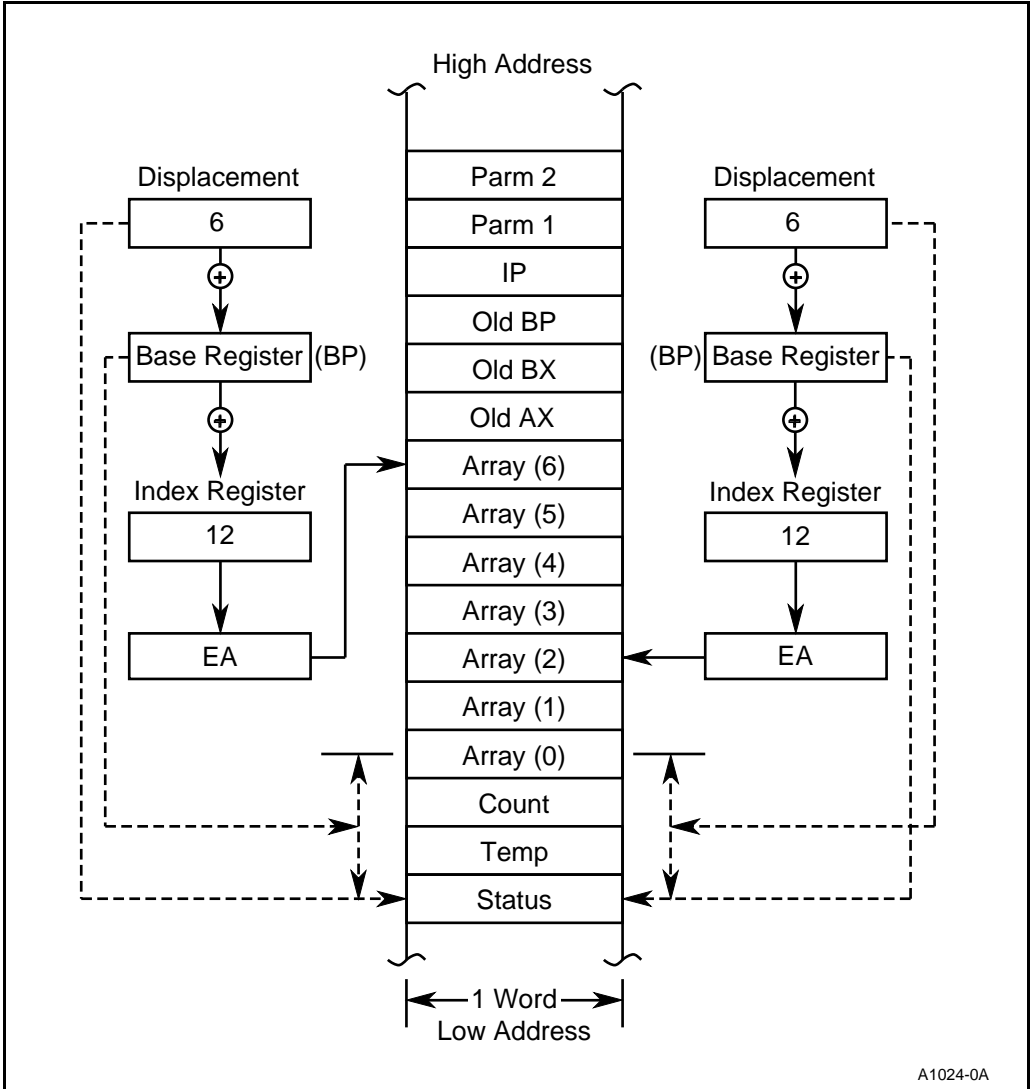 High Address
Displacement
6
Base Register (BP)
Index Register
12
EA
Parm 2
Parm 1
IP
Old BP
Old BX
Old AX
Array (6)
Array (5)
Array (4)
Array (3)
Array (2)
Array (1)
Array (0)
Count
Temp
Status
Displacement
6
(BP) Base Register
Index Register
12
EA
1 Word
Low Address
A1024-0A